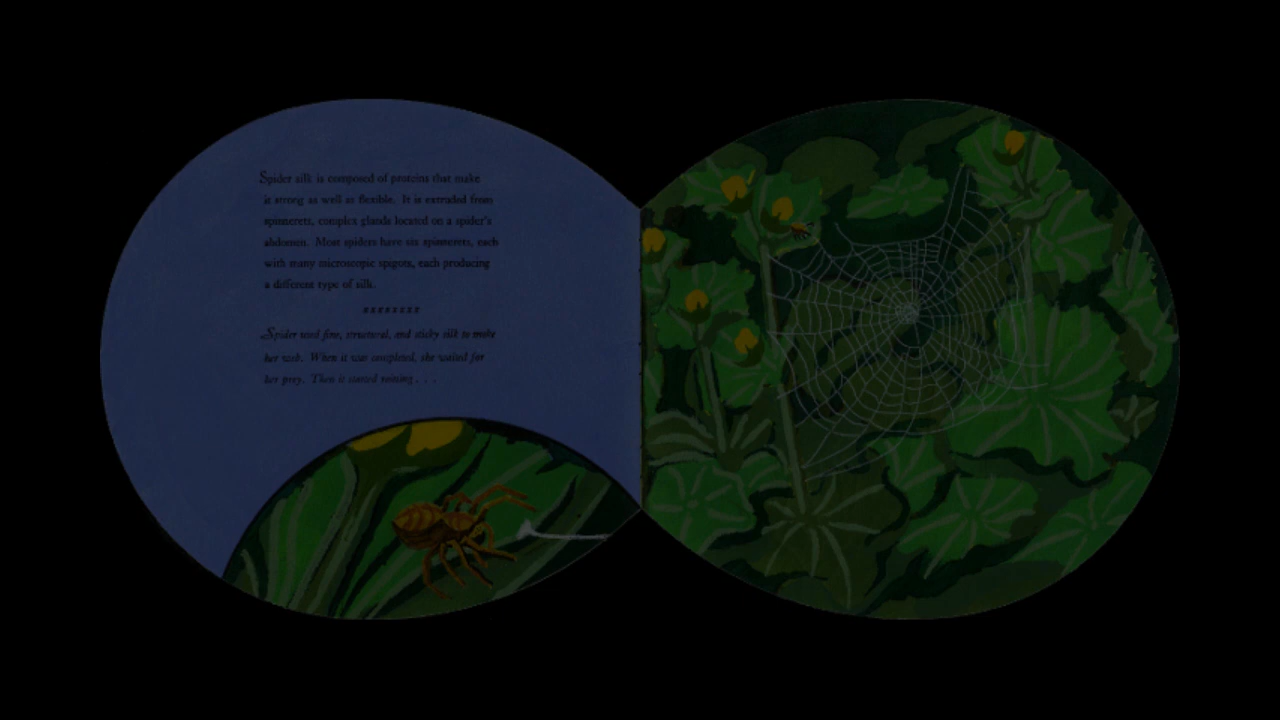 Spider silk is composed of proteins that make
it strong as well as flexible. It is extruded from
spinnerets, complex glands located on a spider's
abdomen. Most spiders have six spinnerets, each
with many microscopic spigots, each producing
a different type of silk.
Spider used fine, structural, and sticky silk to make
her web. When it was completed, she waited for
her prey. Then it started raining . . .